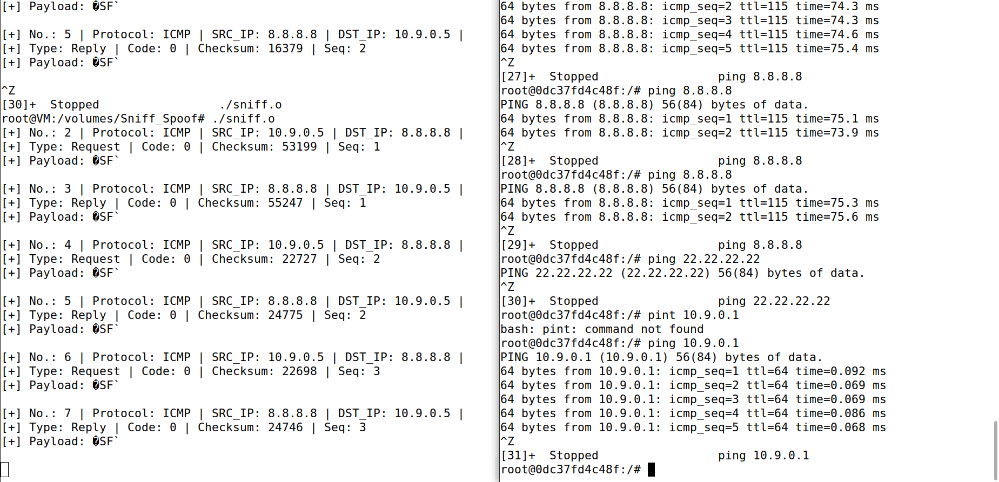 [+] Payload: �SF`
[+] No.: 5 | Protocol: ICMP | SRC_IP: 8.8.8.8 | DST_IP: 10.9.0.5 |
[+] Type: Reply | Code: 0 | Checksum: 16379 | Seq: 2
[+] Payload: �SF`
^Z
[30]+  Stopped                 ./sniff.o
root@VM:/volumes/Sniff_Spoof# ./sniff.o
[+] No.: 2 | Protocol: ICMP | SRC_IP: 10.9.0.5 | DST_IP: 8.8.8.8 |
[+] Type: Request | Code: 0 | Checksum: 53199 | Seq: 1
[+] Payload: �SF`
[+] No.: 3 | Protocol: ICMP | SRC_IP: 8.8.8.8 | DST_IP: 10.9.0.5 |
[+] Type: Reply | Code: 0 | Checksum: 55247 | Seq: 1
[+] Payload: �SF`
[+] No.: 4 | Protocol: ICMP | SRC_IP: 10.9.0.5 | DST_IP: 8.8.8.8 |
[+] Type: Request | Code: 0 | Checksum: 22727 | Seq: 2
[+] Payload: �SF`
[+] No.: 5 | Protocol: ICMP | SRC_IP: 8.8.8.8 | DST_IP: 10.9.0.5 |
[+] Type: Reply | Code: 0 | Checksum: 24775 | Seq: 2
[+] Payload: �SF`
[+] No.: 6 | Protocol: ICMP | SRC_IP: 10.9.0.5 | DST_IP: 8.8.8.8 |
[+] Type: Request | Code: 0 | Checksum: 22698 | Seq: 3
[+] Payload: �SF`
[+] No.: 7 | Protocol: ICMP | SRC_IP: 8.8.8.8 | DST_IP: 10.9.0.5 |
[+] Type: Reply | Code: 0 | Checksum: 24746 | Seq: 3
[+] Payload: �SF`
64 bytes from 8.8.8.8: icmp_seq=2 ttl=115 time=74.3 ms
64 bytes from 8.8.8.8: icmp_seq=3 ttl=115 time=74.3 ms
64 bytes from 8.8.8.8: icmp_seq=4 ttl=115 time=74.6 ms
64 bytes from 8.8.8.8: icmp_seq=5 ttl=115 time=75.4 ms
^Z
[27]+  Stopped                 ping 8.8.8.8
root@0dc37fd4c48f:/# ping 8.8.8.8
PING 8.8.8.8 (8.8.8.8) 56(84) bytes of data.
64 bytes from 8.8.8.8: icmp_seq=1 ttl=115 time=75.1 ms
64 bytes from 8.8.8.8: icmp_seq=2 ttl=115 time=73.9 ms
^Z
[28]+  Stopped                 ping 8.8.8.8
root@0dc37fd4c48f:/# ping 8.8.8.8
PING 8.8.8.8 (8.8.8.8) 56(84) bytes of data.
64 bytes from 8.8.8.8: icmp_seq=1 ttl=115 time=75.3 ms
64 bytes from 8.8.8.8: icmp_seq=2 ttl=115 time=75.6 ms
^Z
[29]+  Stopped                 ping 8.8.8.8
root@0dc37fd4c48f:/# ping 22.22.22.22
PING 22.22.22.22 (22.22.22.22) 56(84) bytes of data.
^Z
[30]+  Stopped                 ping 22.22.22.22
root@0dc37fd4c48f:/# pint 10.9.0.1
bash: pint: command not found
root@0dc37fd4c48f:/# ping 10.9.0.1
PING 10.9.0.1 (10.9.0.1) 56(84) bytes of data.
64 bytes from 10.9.0.1: icmp_seq=1 ttl=64 time=0.092 ms
64 bytes from 10.9.0.1: icmp_seq=2 ttl=64 time=0.069 ms
64 bytes from 10.9.0.1: icmp_seq=3 ttl=64 time=0.069 ms
64 bytes from 10.9.0.1: icmp_seq=4 ttl=64 time=0.086 ms
64 bytes from 10.9.0.1: icmp_seq=5 ttl=64 time=0.068 ms
^Z
[31]+  Stopped                 ping 10.9.0.1
root@0dc37fd4c48f:/#